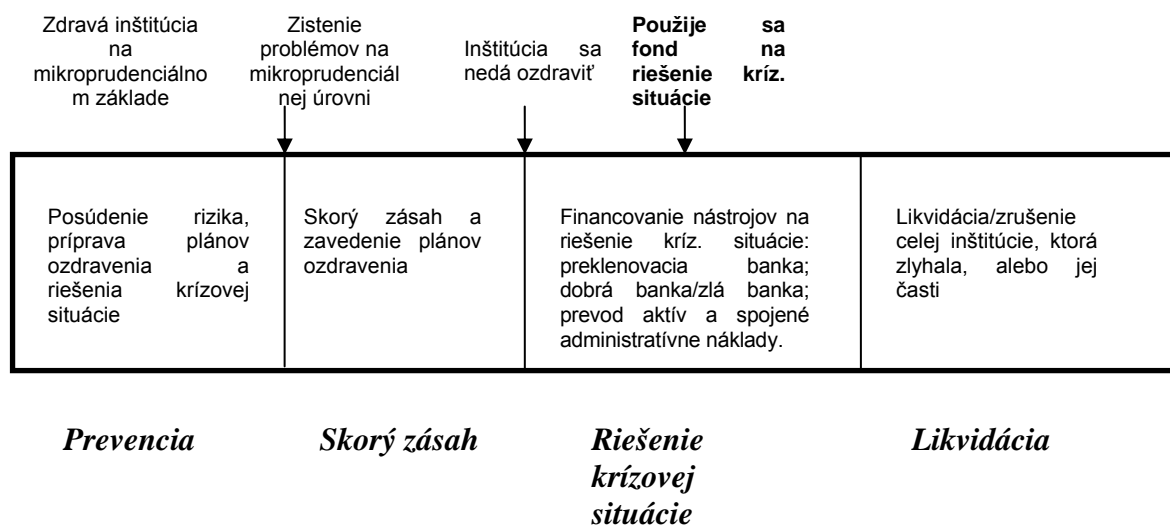 Zdravá inštitúcia
na
mikroprudenciálno
m základe
Zistenie
problémov na
mikroprudenciál
nej úrovni
Inštitúcia sa
nedá ozdraviť
Použije sa
fond na
riešenie kríz.
situácie
Posúdenie rizika,
príprava plánov
ozdravenia a
riešenia krízovej
situácie
Skorý zásah a
zavedenie plánov
ozdravenia
Financovanie nástrojov na
riešenie kríz. situácie:
preklenovacia banka;
dobrá banka/zlá banka;
prevod aktív a spojené
administratívne náklady.
Likvidácia/zrušenie
celej inštitúcie, ktorá
zlyhala, alebo jej
časti
Prevencia
Skorý zásah
Riešenie
krízovej
situácie
Likvidácia